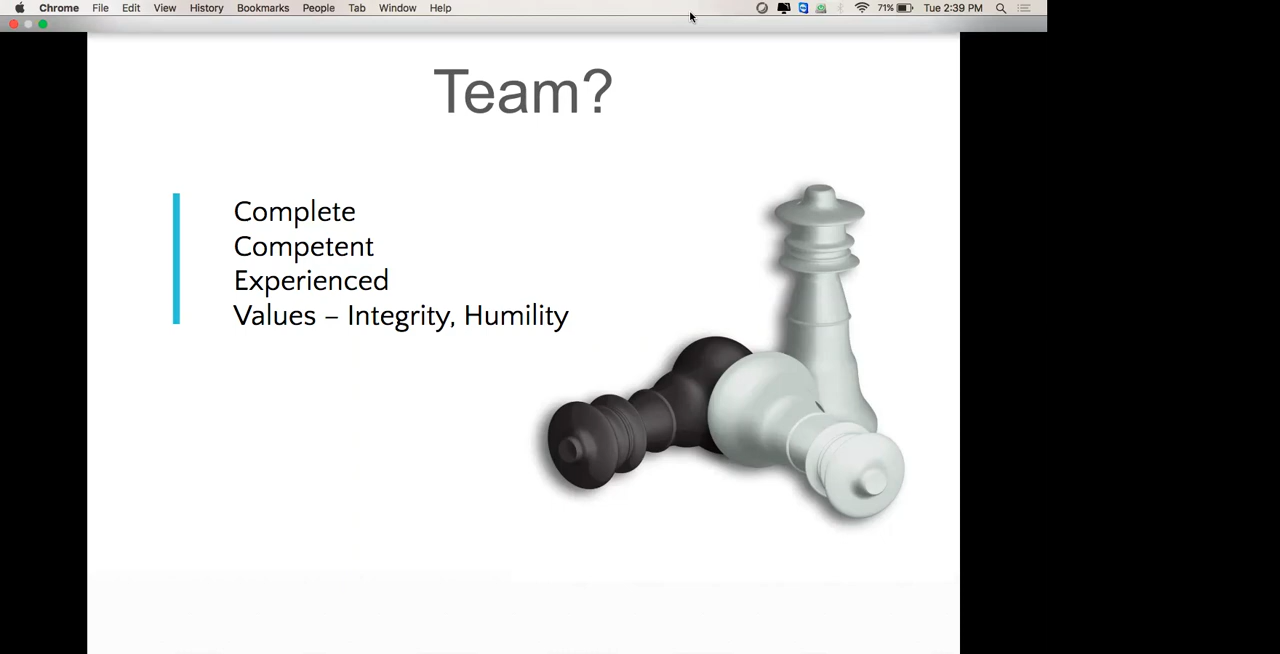 Chrome File Edit View History Bookmarks People Tab Window Help 71% Tue 2:39 PM
Team?
Complete
Competent
Experienced
Values – Integrity, Humility